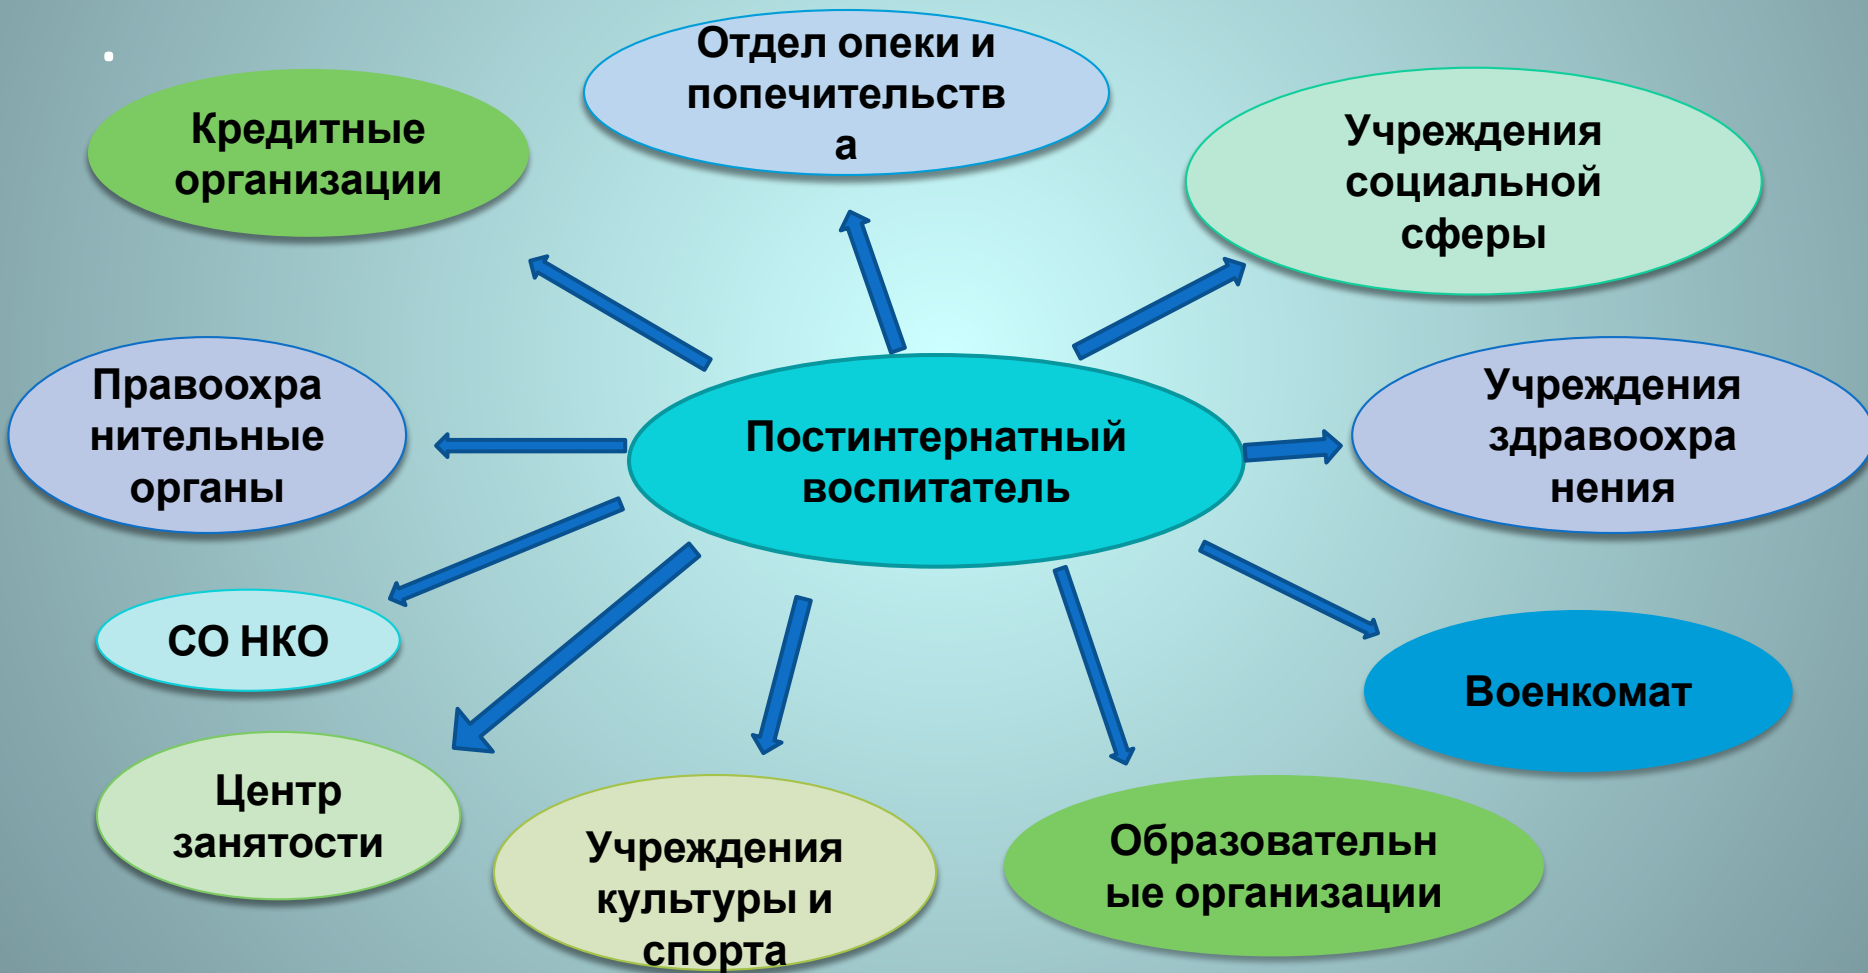 .
Отдел опеки и
попечительств
а
Кредитные
организации
Учреждения
социальной
сферы
Правоохра
нительные
органы
Постинтернатный
воспитатель
Учреждения
здравоохра
нения
СО НКО
Военкомат
Центр
занятости
Учреждения
культуры и
спорта
Образовательн
ые организации